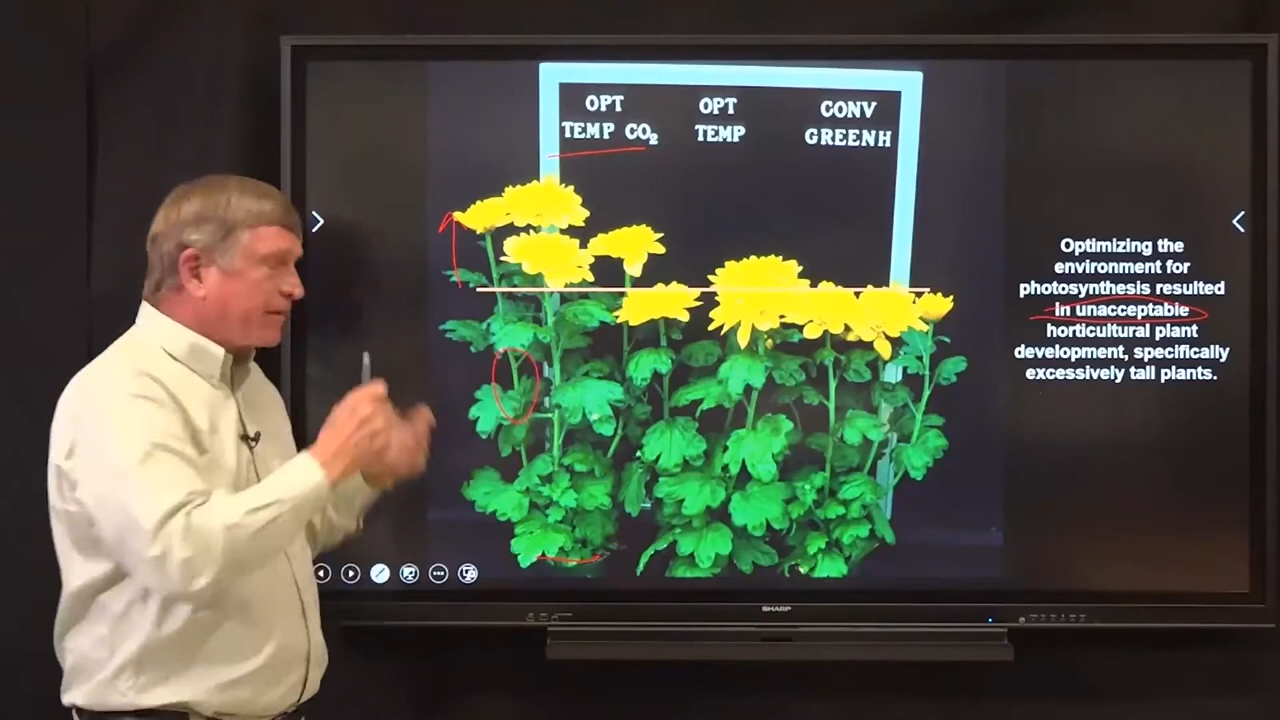 OPT
TEMP CO₂
OPT
TEMP
CONV
GREENH
Optimizing the
environment for
photosynthesis resulted
in unacceptable
horticultural plant
development, specifically
excessively tall plants.
SHARP